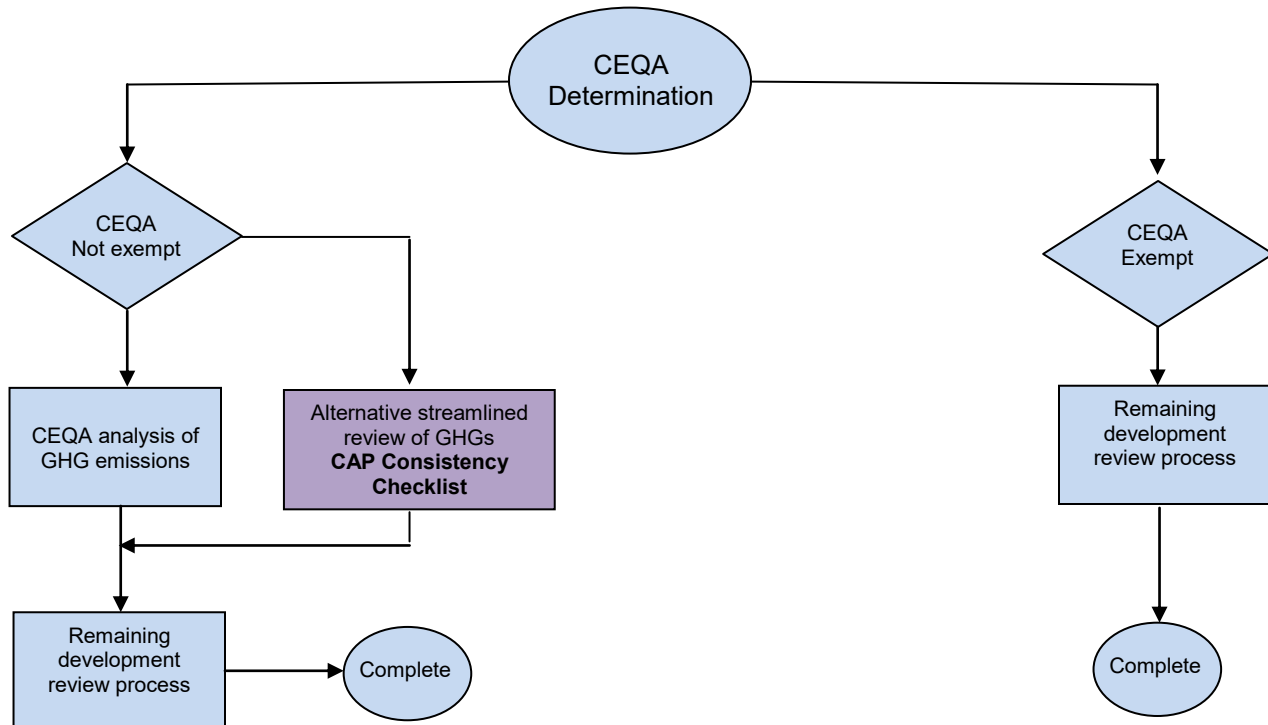 CEQA
Determination
CEQA
Not exempt
CEQA
Exempt
CEQA analysis of
GHG emissions
Alternative streamlined
review of GHGs
CAP Consistency
Checklist
Remaining
development
review process
Remaining
development
review process
Complete
Complete